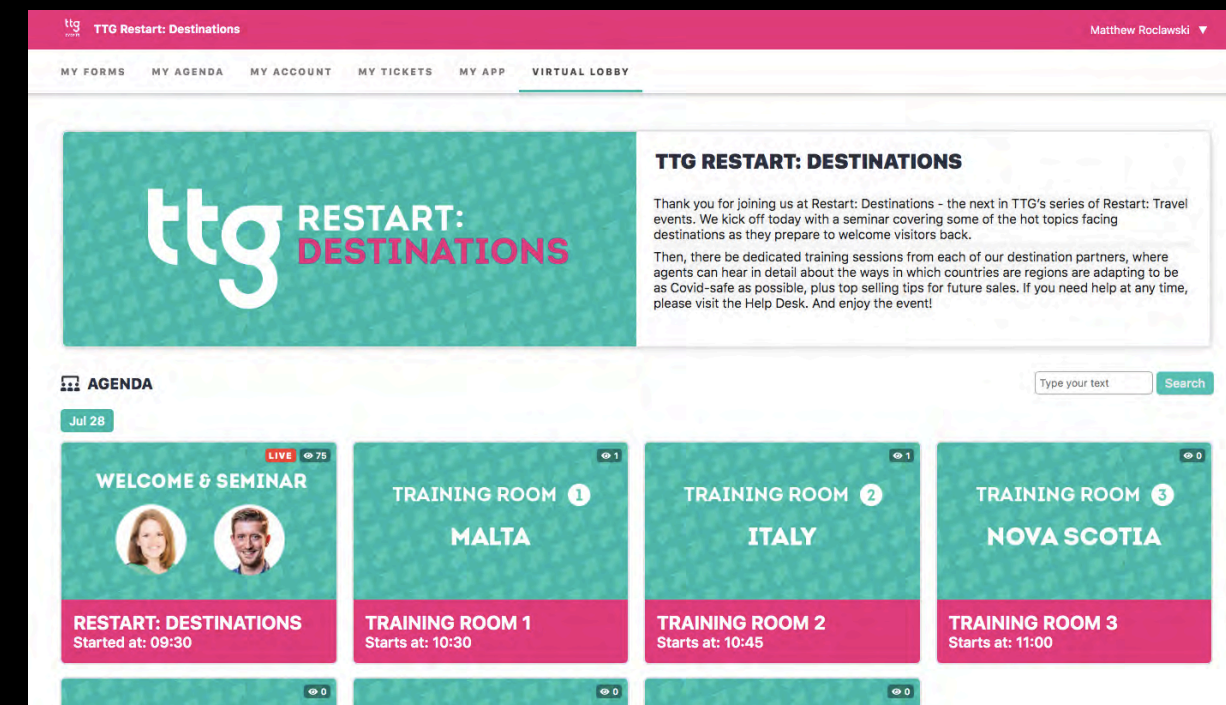 ttg
TTG Restart: Destinations
Matthew Roclawski ▼
MY FORMS MY AGENDA MY ACCOUNT MY TICKETS MY APP VIRTUAL LOBBY
ttg RESTART:
DESTINATIONS
TTG RESTART: DESTINATIONS
Thank you for joining us at Restart: Destinations - the next in TTG's series of Restart: Travel
events. We kick off today with a seminar covering some of the hot topics facing
destinations as they prepare to welcome visitors back.
Then, there be dedicated training sessions from each of our destination partners, where
agents can hear in detail about the ways in which countries are regions are adapting to be
as Covid-safe as possible, plus top selling tips for future sales. If you need help at any time,
please visit the Help Desk. And enjoy the event!
AGENDA
Type your text Search
Jul 28
LIVE 75
WELCOME & SEMINAR
RESTART: DESTINATIONS
Started at: 09:30
1
TRAINING ROOM 1
MALTA
TRAINING ROOM 1
Starts at: 10:30
1
TRAINING ROOM 2
ITALY
TRAINING ROOM 2
Starts at: 10:45
0
TRAINING ROOM 3
NOVA SCOTIA
TRAINING ROOM 3
Starts at: 11:00
0
0
0